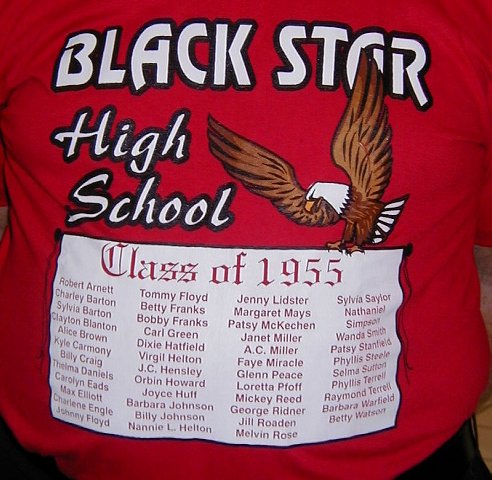 BLACK STAR
High
School
Class of 1955
Robert Arnett
Charley Barton
Sylvia Barton
Clayton Blanton
Alice Brown
Kyle Carmony
Billy Craig
Thelma Daniels
Carolyn Eads
Max Elliott
Charlene Engle
Johnny Floyd
Tommy Floyd
Betty Franks
Bobby Franks
Carl Green
Dixie Hatfield
Virgil Helton
J.C. Hensley
Orbin Howard
Joyce Huff
Barbara Johnson
Billy Johnson
Nannie L. Helton
Jenny Lidster
Margaret Mays
Patsy McKechen
Janet Miller
A.C. Miller
Faye Miracle
Glenn Peace
Loretta Pfoff
Mickey Reed
George Ridner
Jill Roaden
Melvin Rose
Sylvia Saylor
Nathaniel
Simpson
Wanda Smith
Patsy Stanfield
Phyllis Steele
Selma Sutton
Phyllis Terrell
Raymond Terrell
Barbara Warfield
Betty Watson